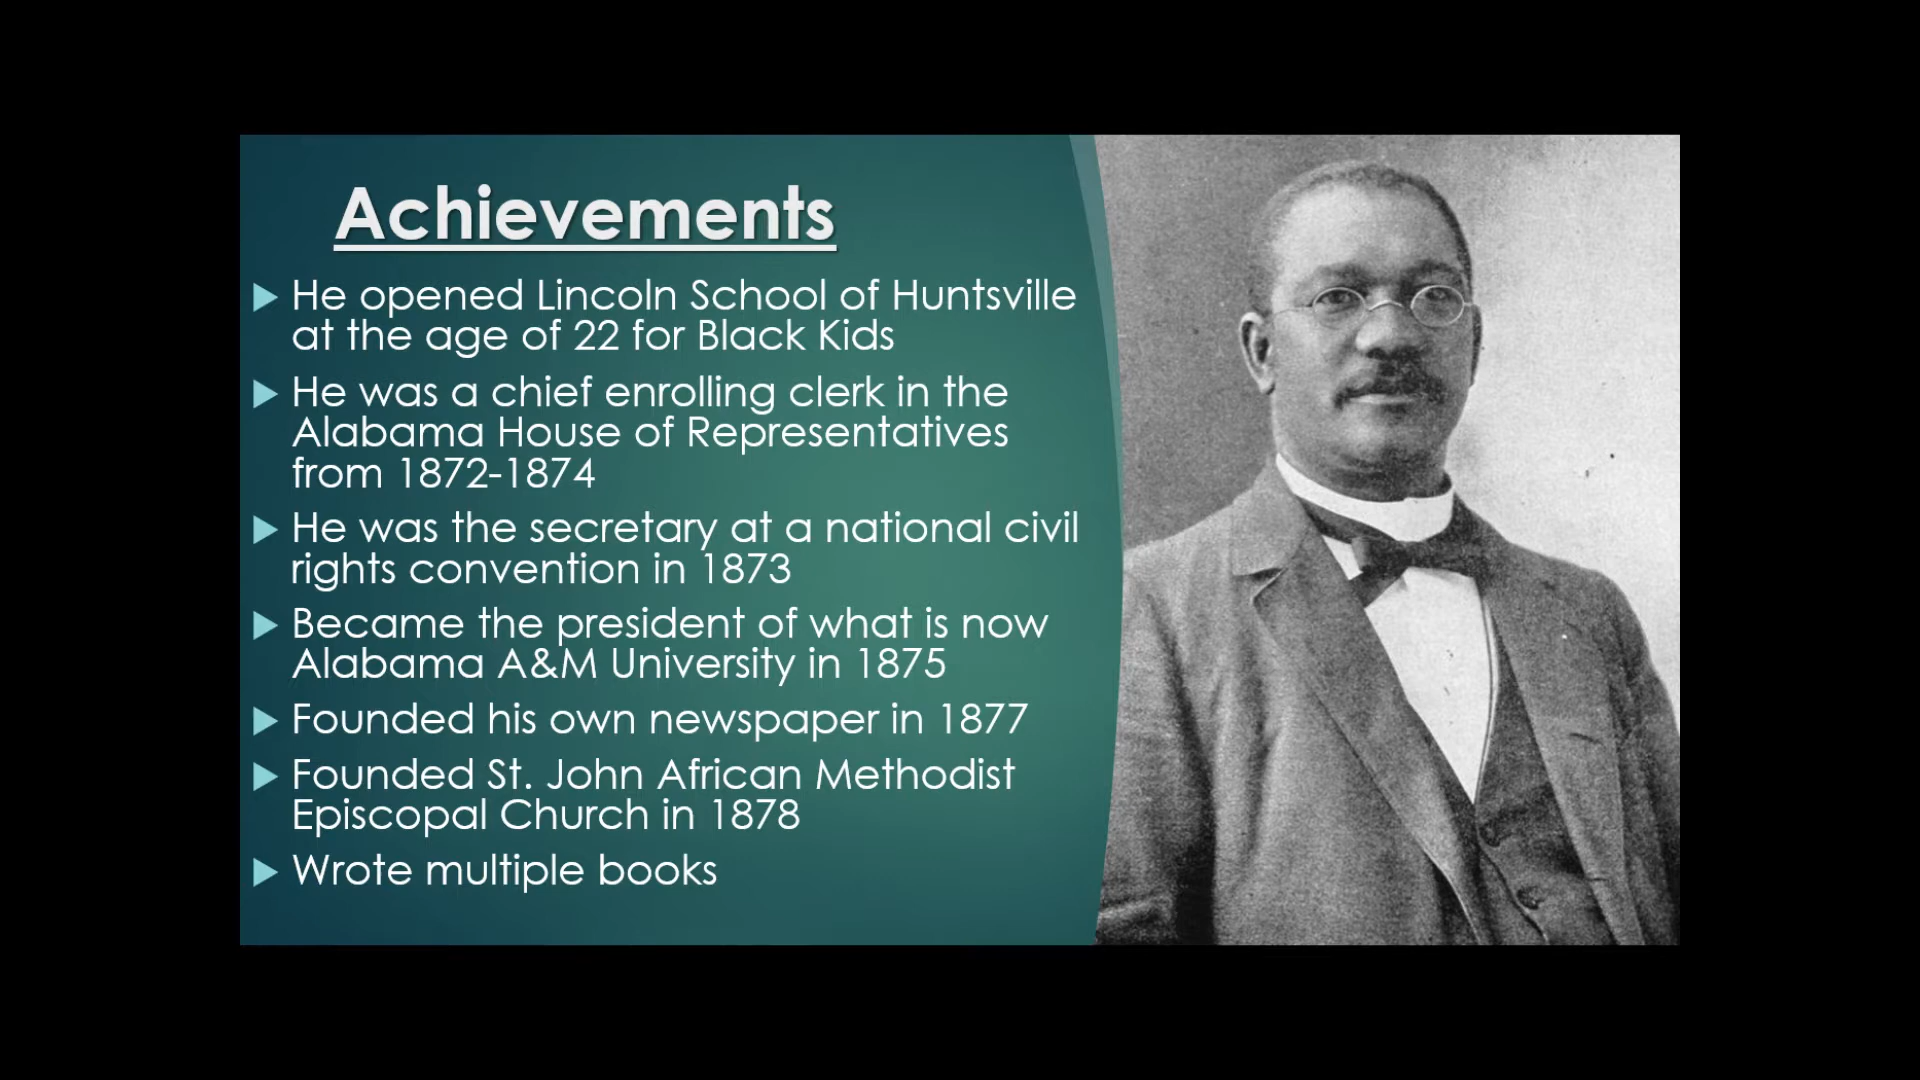 Achievements
He opened Lincoln School of Huntsville
at the age of 22 for Black Kids
He was a chief enrolling clerk in the
Alabama House of Representatives
from 1872-1874
He was the secretary at a national civil
rights convention in 1873
Became the president of what is now
Alabama A&M University in 1875
Founded his own newspaper in 1877
Founded St. John African Methodist
Episcopal Church in 1878
Wrote multiple books